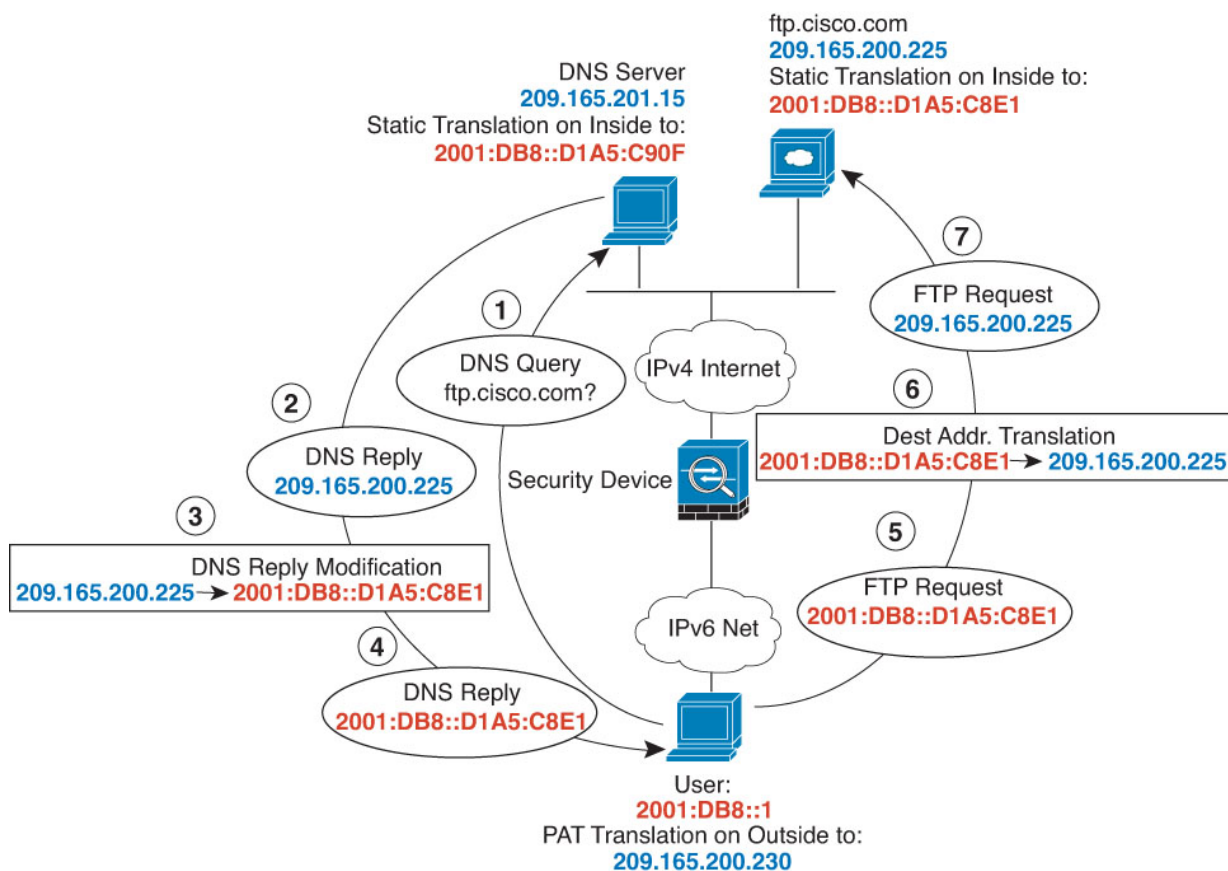 ftp.cisco.com
209.165.200.225
Static Translation on Inside to:
2001:DB8::D1A5:C8E1
DNS Server
209.165.201.15
Static Translation on Inside to:
2001:DB8::D1A5:C90F
1
DNS Query
ftp.cisco.com?
2
DNS Reply
209.165.200.225
3
DNS Reply Modification
209.165.200.225→2001:DB8::D1A5:C8E1
4
DNS Reply
2001:DB8::D1A5:C8E1
IPv4 Internet
Security Device
IPv6 Net
7
FTP Request
209.165.200.225
6
Dest Addr. Translation
2001:DB8::D1A5:C8E1→209.165.200.225
5
FTP Request
2001:DB8::D1A5:C8E1
User:
2001:DB8::1
PAT Translation on Outside to:
209.165.200.230